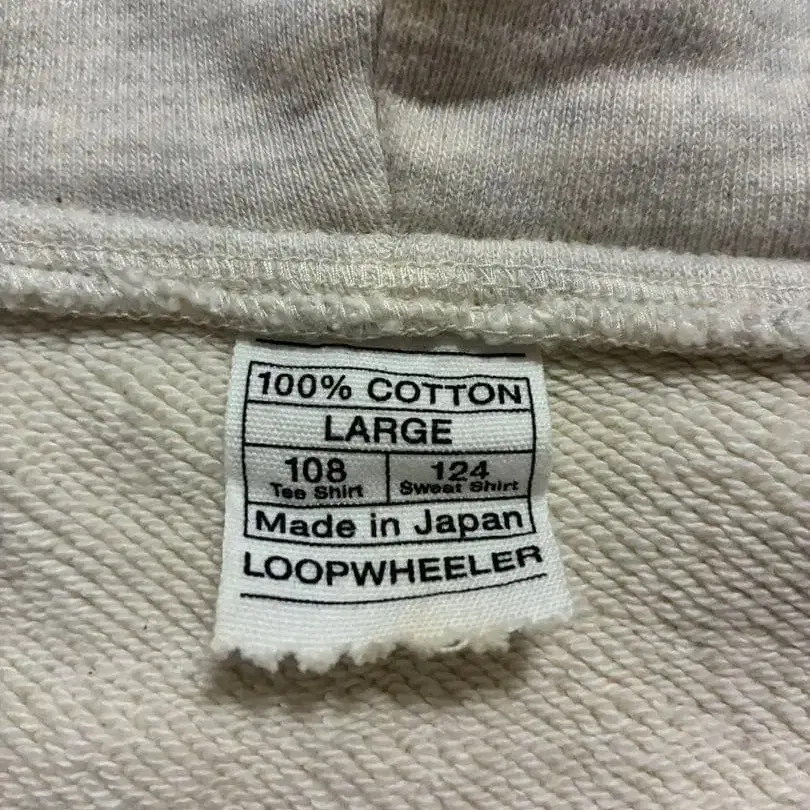 100% COTTON
LARGE
108 124
Tee Shirt Sweat Shirt
Made in Japan
LOOPWHEELER